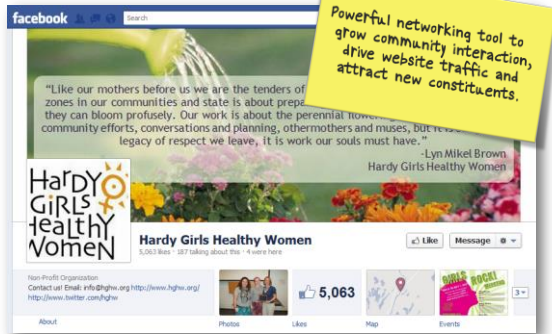 facebook
Search
Powerful networking tool to
grow community interaction,
drive website traffic and
attract new constituents.
"Like our mothers before us we are the tenders of
zones in our communities and state is about prepa
they can bloom profusely. Our work is about the perennial
community efforts, conversations and planning, othermothers and muses, but it is
legacy of respect we leave, it is work our souls must have."
-Lyn Mikel Brown
Hardy Girls Healthy Women
HARDY
GiRLS
HEALTHY
WOMEN
Hardy Girls Healthy Women
5,063 likes · 187 talking about this · 4 were here
Like
Message
Non-Profit Organization
Contact us! Email: info@hghw.org http://www.hghw.org/
http://www.twitter.com/hghw
5,063
GIRLS ROCK!
3
About
Photos
Likes
Map
Events